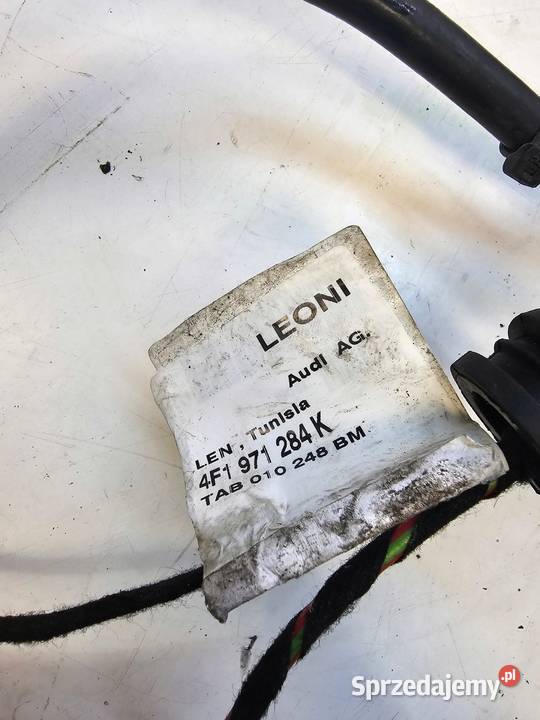 LEONI
Audi AG.
LEN, Tunisia
4F1 971 284 K
TAB 010 248 BM
Sprzedajemy.pl